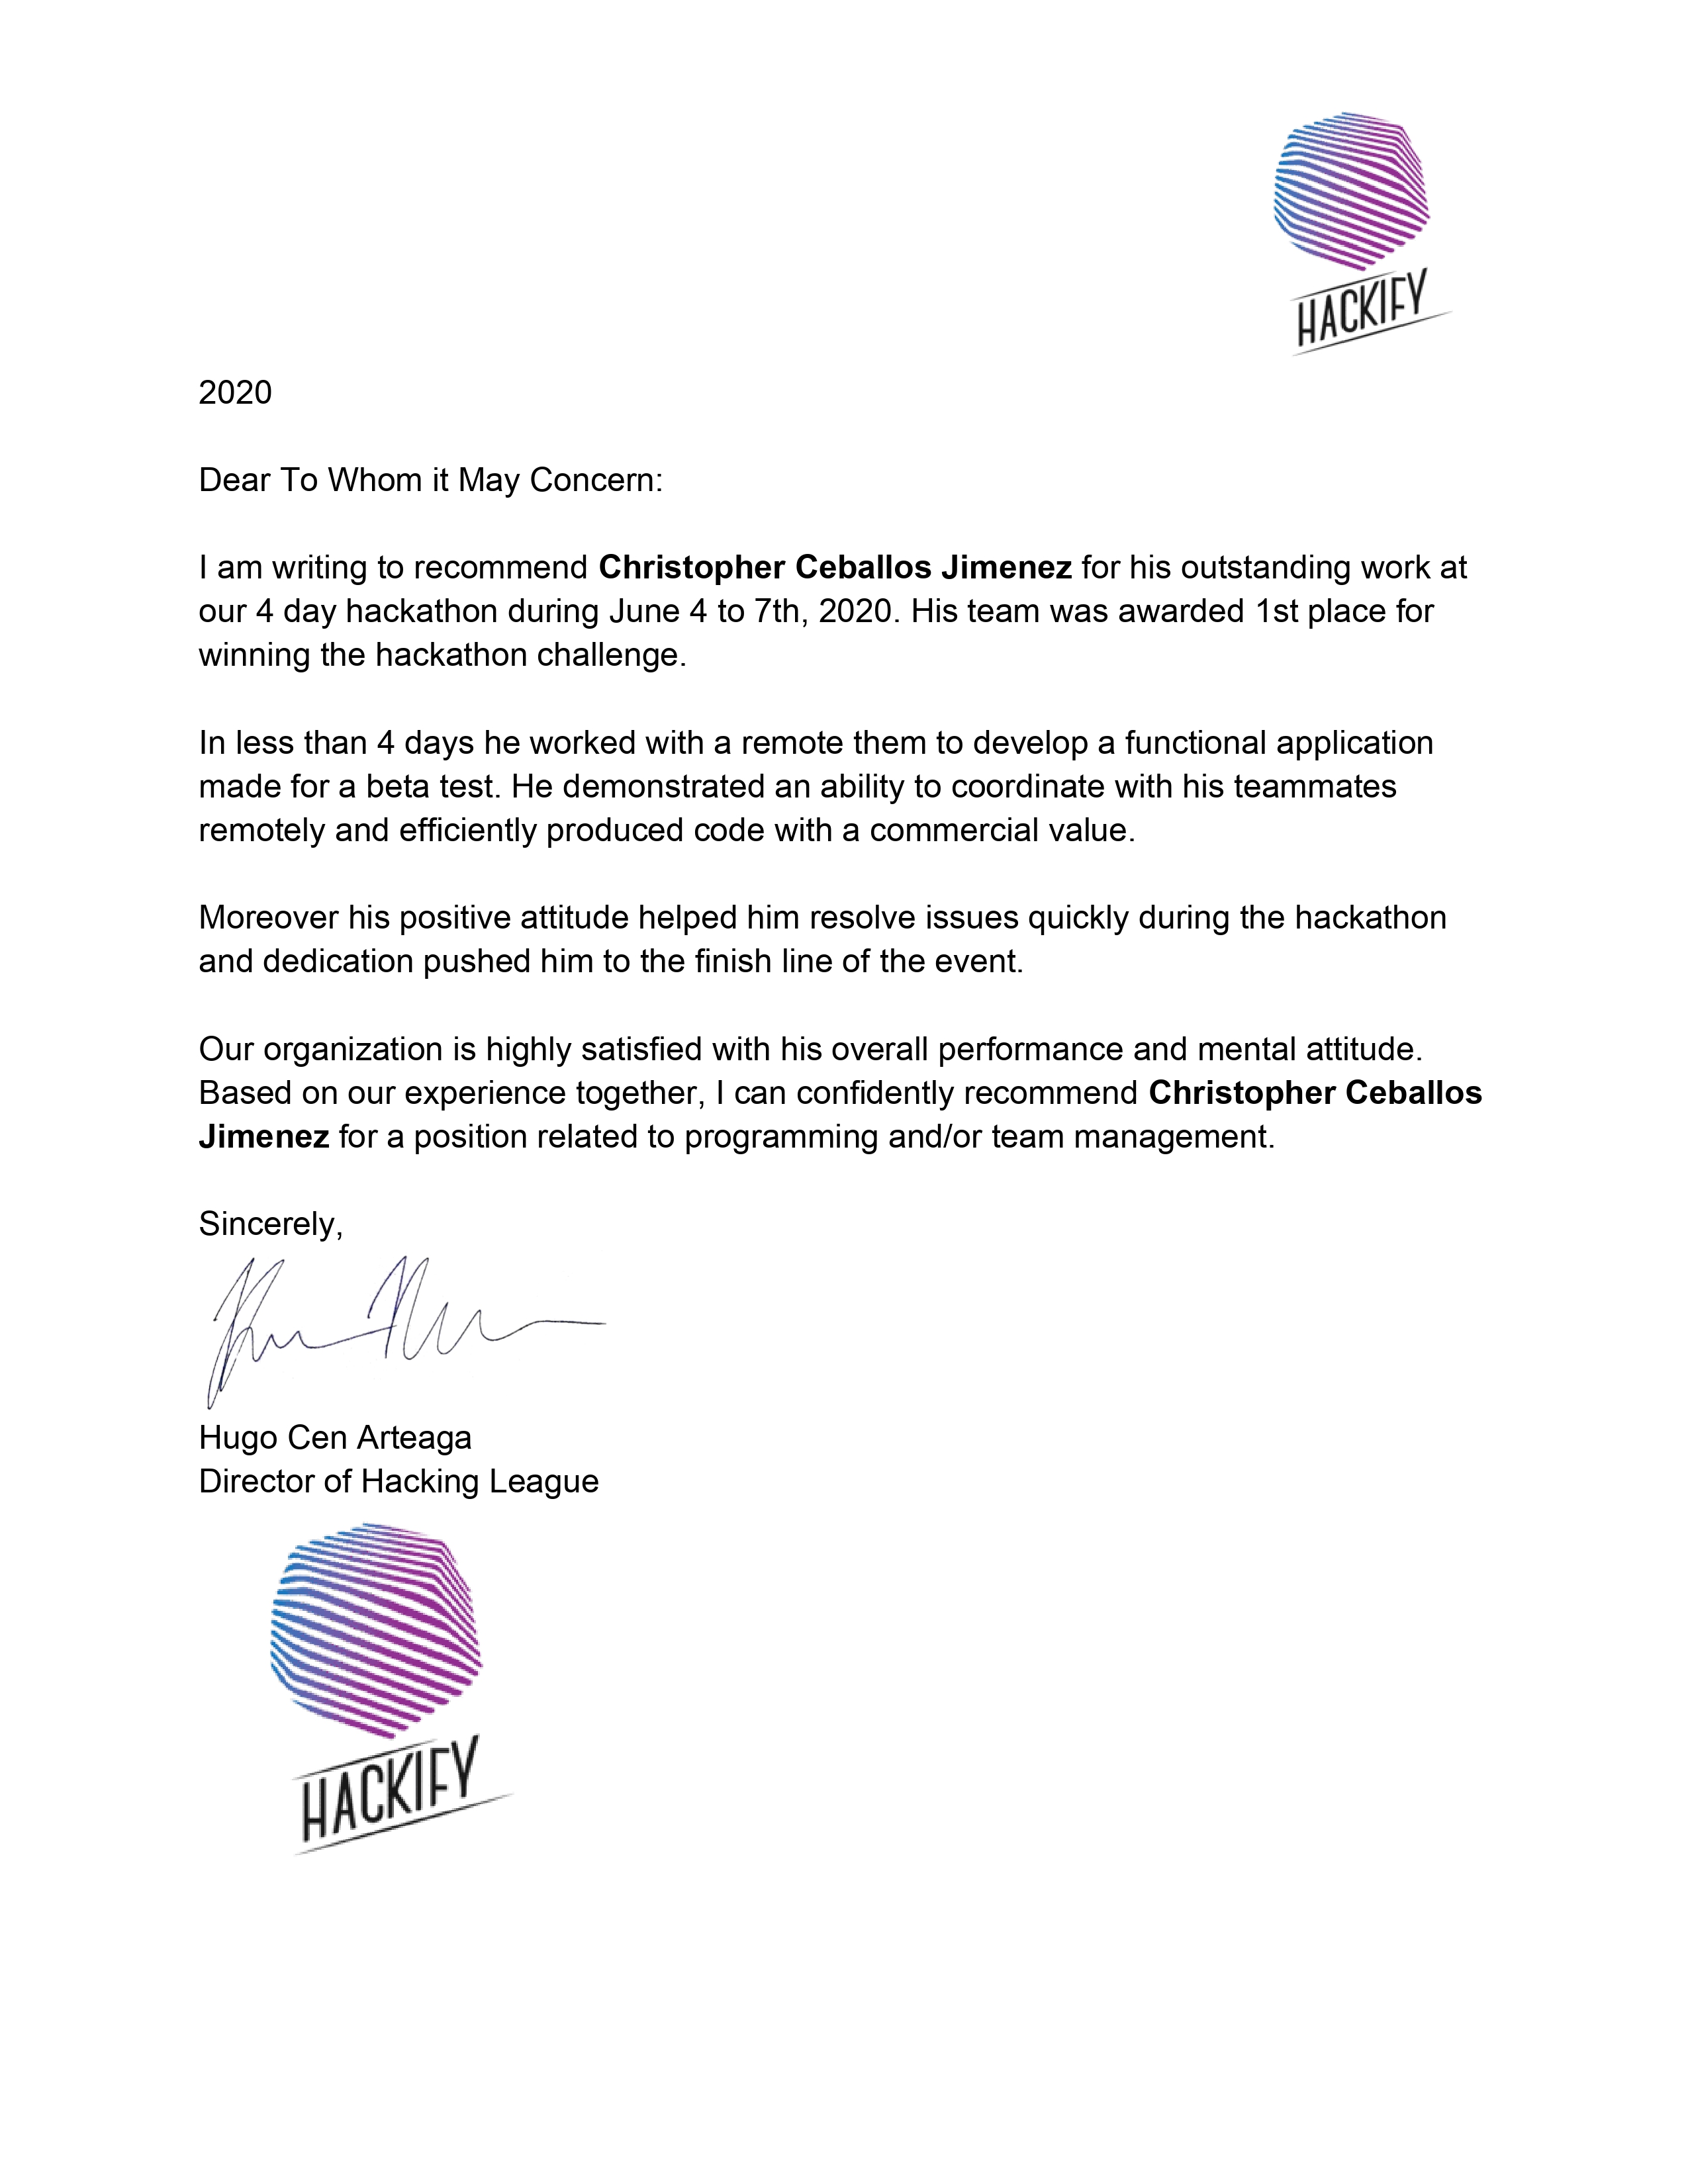 HACKIFY
2020
Dear To Whom it May Concern:
I am writing to recommend Christopher Ceballos Jimenez for his outstanding work at
our 4 day hackathon during June 4 to 7th, 2020. His team was awarded 1st place for
winning the hackathon challenge.
In less than 4 days he worked with a remote them to develop a functional application
made for a beta test. He demonstrated an ability to coordinate with his teammates
remotely and efficiently produced code with a commercial value.
Moreover his positive attitude helped him resolve issues quickly during the hackathon
and dedication pushed him to the finish line of the event.
Our organization is highly satisfied with his overall performance and mental attitude.
Based on our experience together, I can confidently recommend Christopher Ceballos
Jimenez for a position related to programming and/or team management.
Sincerely,
Hugo Cen Arteaga
Director of Hacking League
HACKIFY